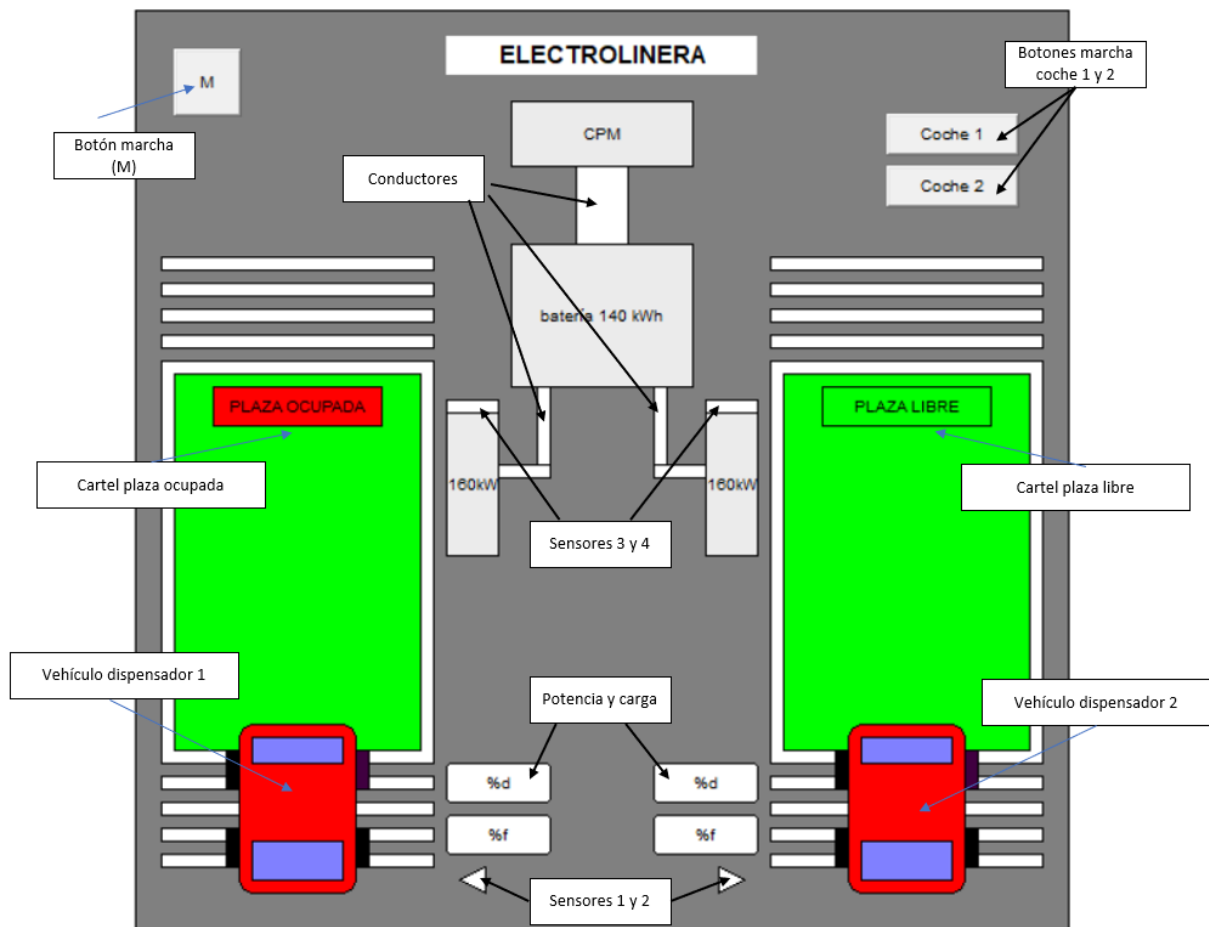 ELECTROLINERA
Botones marcha
coche 1 y 2
M
CPM
Coche 1
Botón marcha
(M)
Conductores
Coche 2
batería 140 kWh
PLAZA OCUPADA
PLAZA LIBRE
Cartel plaza ocupada
160kW
160kW
Cartel plaza libre
Sensores 3 y 4
Vehículo dispensador 1
Potencia y carga
Vehículo dispensador 2
%d
%d
%f
%f
Sensores 1 y 2